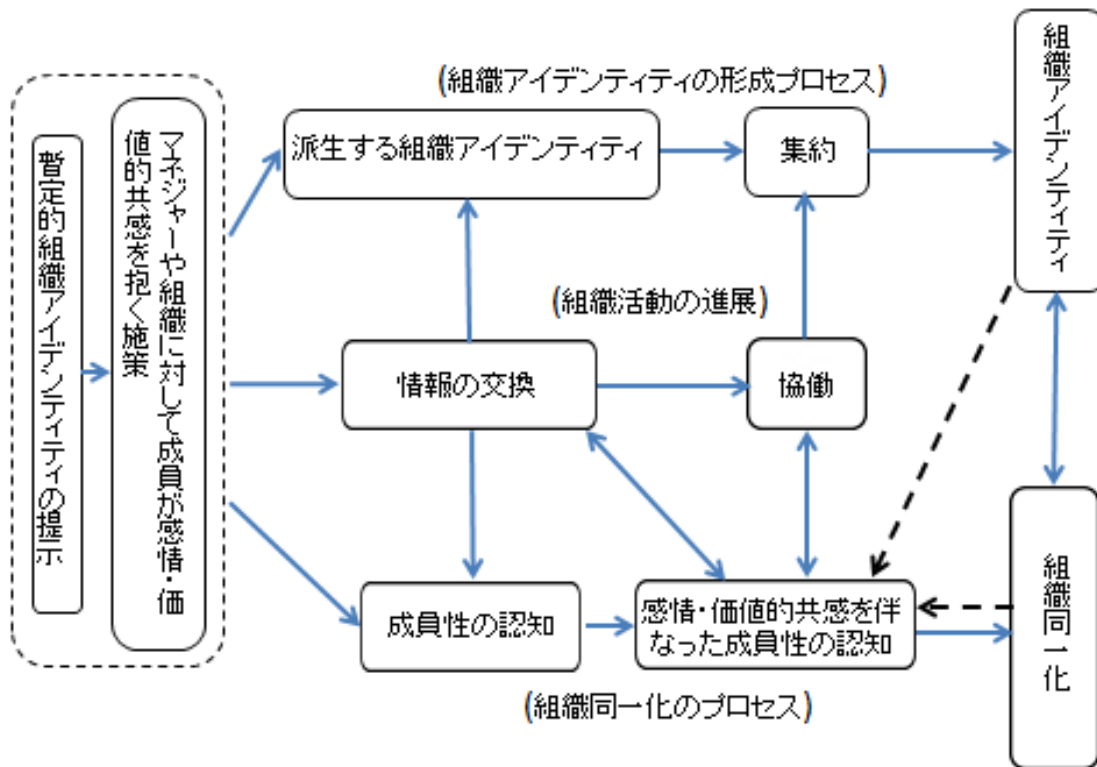 暫定的組織アイデンティティの提示
マネジャーや組織に対して成員が感情・価
値的共感を抱く施策
(組織アイデンティティの形成プロセス)
派生する組織アイデンティティ
集約
組織アイデンティティ
(組織活動の進展)
情報の交換
協働
成員性の認知
感情・価値的共感を伴
なった成員性の認知
組織同一化
(組織同一化のプロセス)